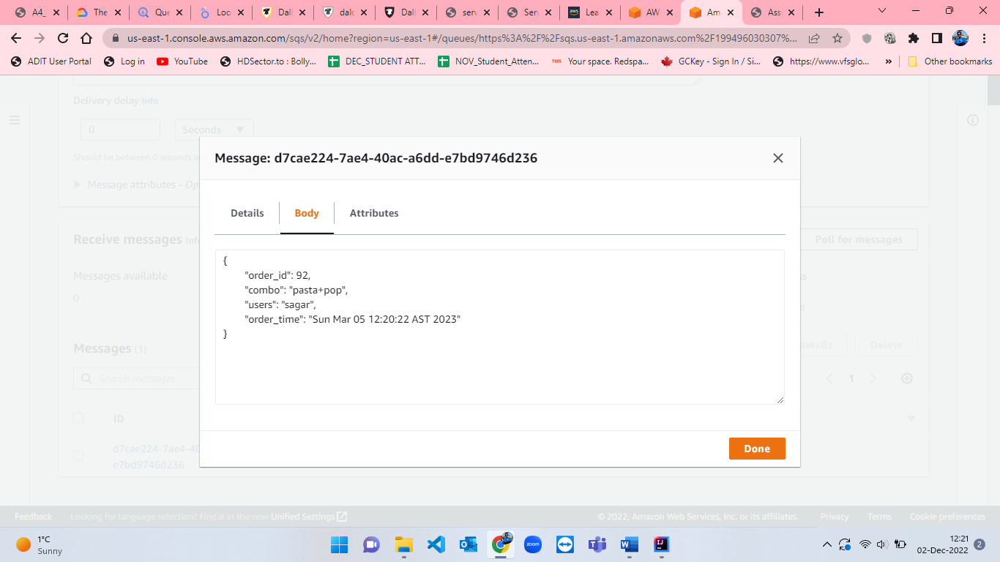 A4_
The
Que
Loo
Dall
dalc
Dall
serv
Serv
Lea
AW
Ama
Ass
us-east-1.console.aws.amazon.com/sqs/v2/home?region=us-east-1#/queues/https%3A%2F%2Fsqs.us-east-1.amazonaws.com%2F199496030307%...
ADIT User Portal
Log in
YouTube
HDSector.to : Bolly...
DEC_STUDENT ATT...
NOV_Student_Atten...
TMS Your space. Redspa...
GCKey - Sign In / Si...
https://www.vfsglo...
»
Other bookmarks
Delivery delay Info
0
Seconds
Should be between 0 seconds
Message attributes -
Message: d7cae224-7ae4-40ac-a6dd-e7bd9746d236
Details
Body
Attributes
Receive messages
Poll for messages
Messages available
0
{
"order_id": 92,
"combo": "pasta+pop",
"users": "sagar",
"order_time": "Sun Mar 05 12:20:22 AST 2023"
}
Messages (1)
details
Delete
Search messages
1
ID
d7cae224-7ae4-40
e7bd9746d236
Done
Feedback
Looking for language selection? Find it in the new Unified Settings
© 2022, Amazon Web Services, Inc. or its affiliates.
Privacy
Terms
Cookie preferences
1°C
Sunny
zoom
12:21
02-Dec-2022
2